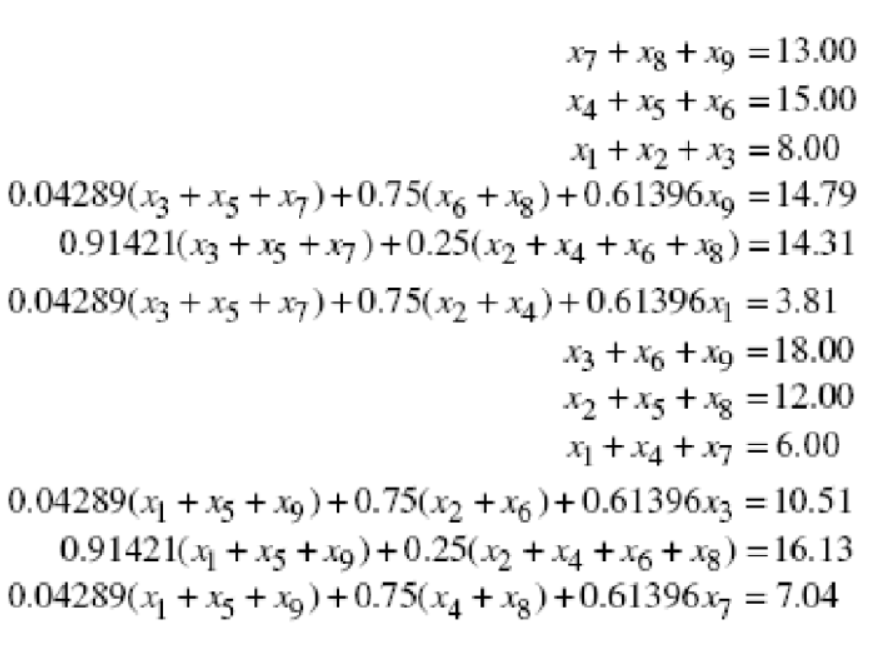 x₇ + x₈ + x₉ = 13.00
x₄ + x₅ + x₆ = 15.00
x₁ + x₂ + x₃ = 8.00
0.04289(x₃ + x₅ + x₇) + 0.75(x₆ + x₈) + 0.61396x₉ = 14.79
0.91421(x₃ + x₅ + x₇) + 0.25(x₂ + x₄ + x₆ + x₈) = 14.31
0.04289(x₃ + x₅ + x₇) + 0.75(x₂ + x₄) + 0.61396x₁ = 3.81
x₃ + x₆ + x₉ = 18.00
x₂ + x₅ + x₈ = 12.00
x₁ + x₄ + x₇ = 6.00
0.04289(x₁ + x₅ + x₉) + 0.75(x₂ + x₆) + 0.61396x₃ = 10.51
0.91421(x₁ + x₅ + x₉) + 0.25(x₂ + x₄ + x₆ + x₈) = 16.13
0.04289(x₁ + x₅ + x₉) + 0.75(x₄ + x₈) + 0.61396x₇ = 7.04